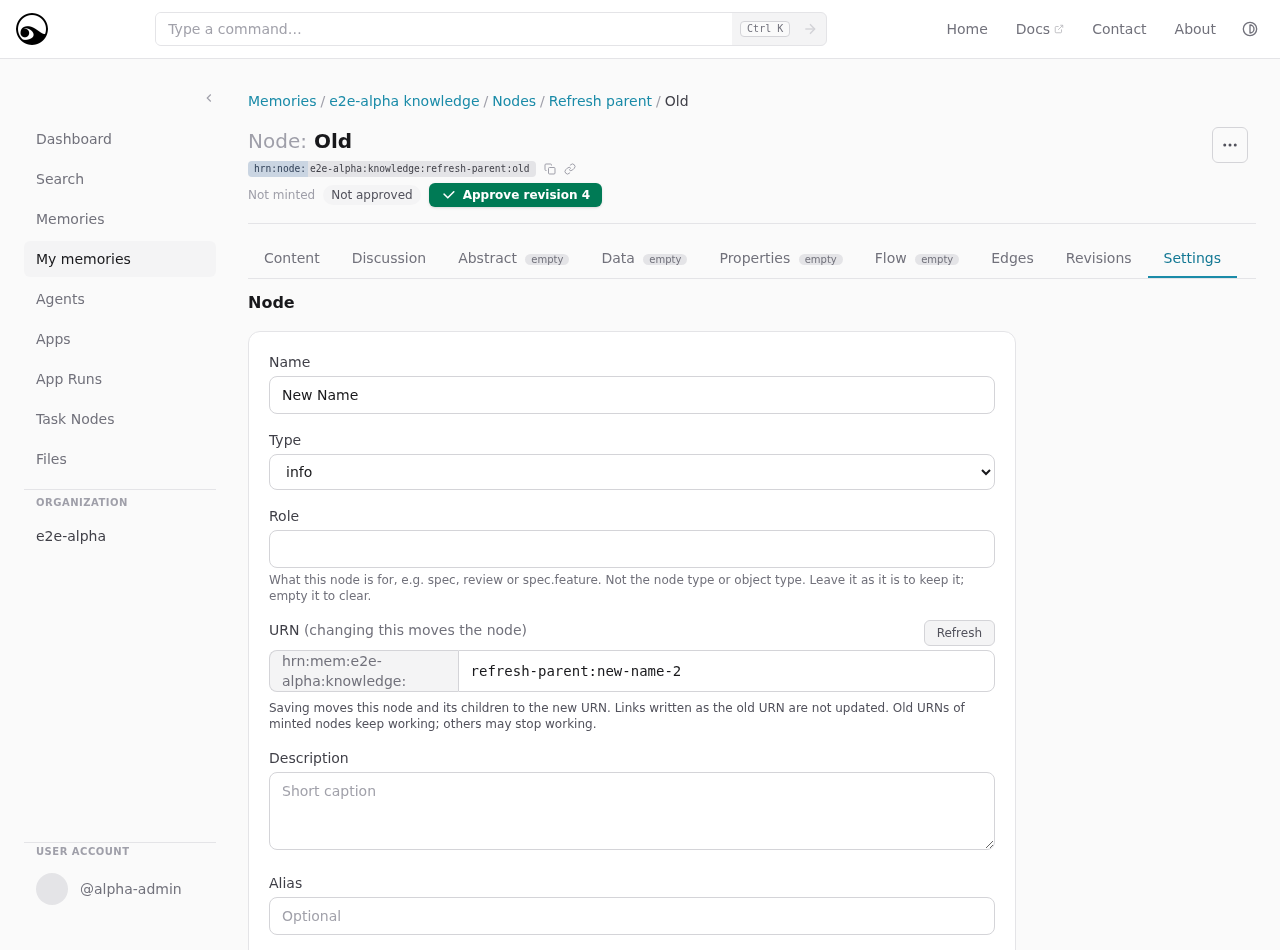 Type a command...
Ctrl K
Home
Docs
Contact
About
Memories / e2e-alpha knowledge / Nodes / Refresh parent / Old
Node: Old
hrn:node: e2e-alpha:knowledge:refresh-parent:old
Not minted
Not approved
Approve revision 4
Dashboard
Search
Memories
My memories
Agents
Apps
App Runs
Task Nodes
Files
ORGANIZATION
e2e-alpha
USER ACCOUNT
@alpha-admin
Content
Discussion
Abstract empty
Data empty
Properties empty
Flow empty
Edges
Revisions
Settings
Node
Name
New Name
Type
info
Role
What this node is for, e.g. spec, review or spec.feature. Not the node type or object type. Leave it as it is to keep it;
empty it to clear.
URN (changing this moves the node)
Refresh
hrn:mem:e2e-
alpha:knowledge:
refresh-parent:new-name-2
Saving moves this node and its children to the new URN. Links written as the old URN are not updated. Old URNs of
minted nodes keep working; others may stop working.
Description
Short caption
Alias
Optional